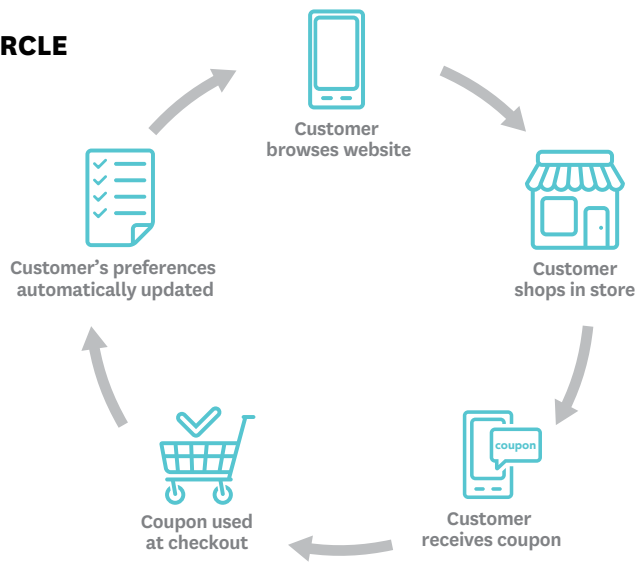 RCLE
Customer
browses website
Customer
shops in store
coupon
Customer
receives coupon
Coupon used
at checkout
Customer's preferences
automatically updated